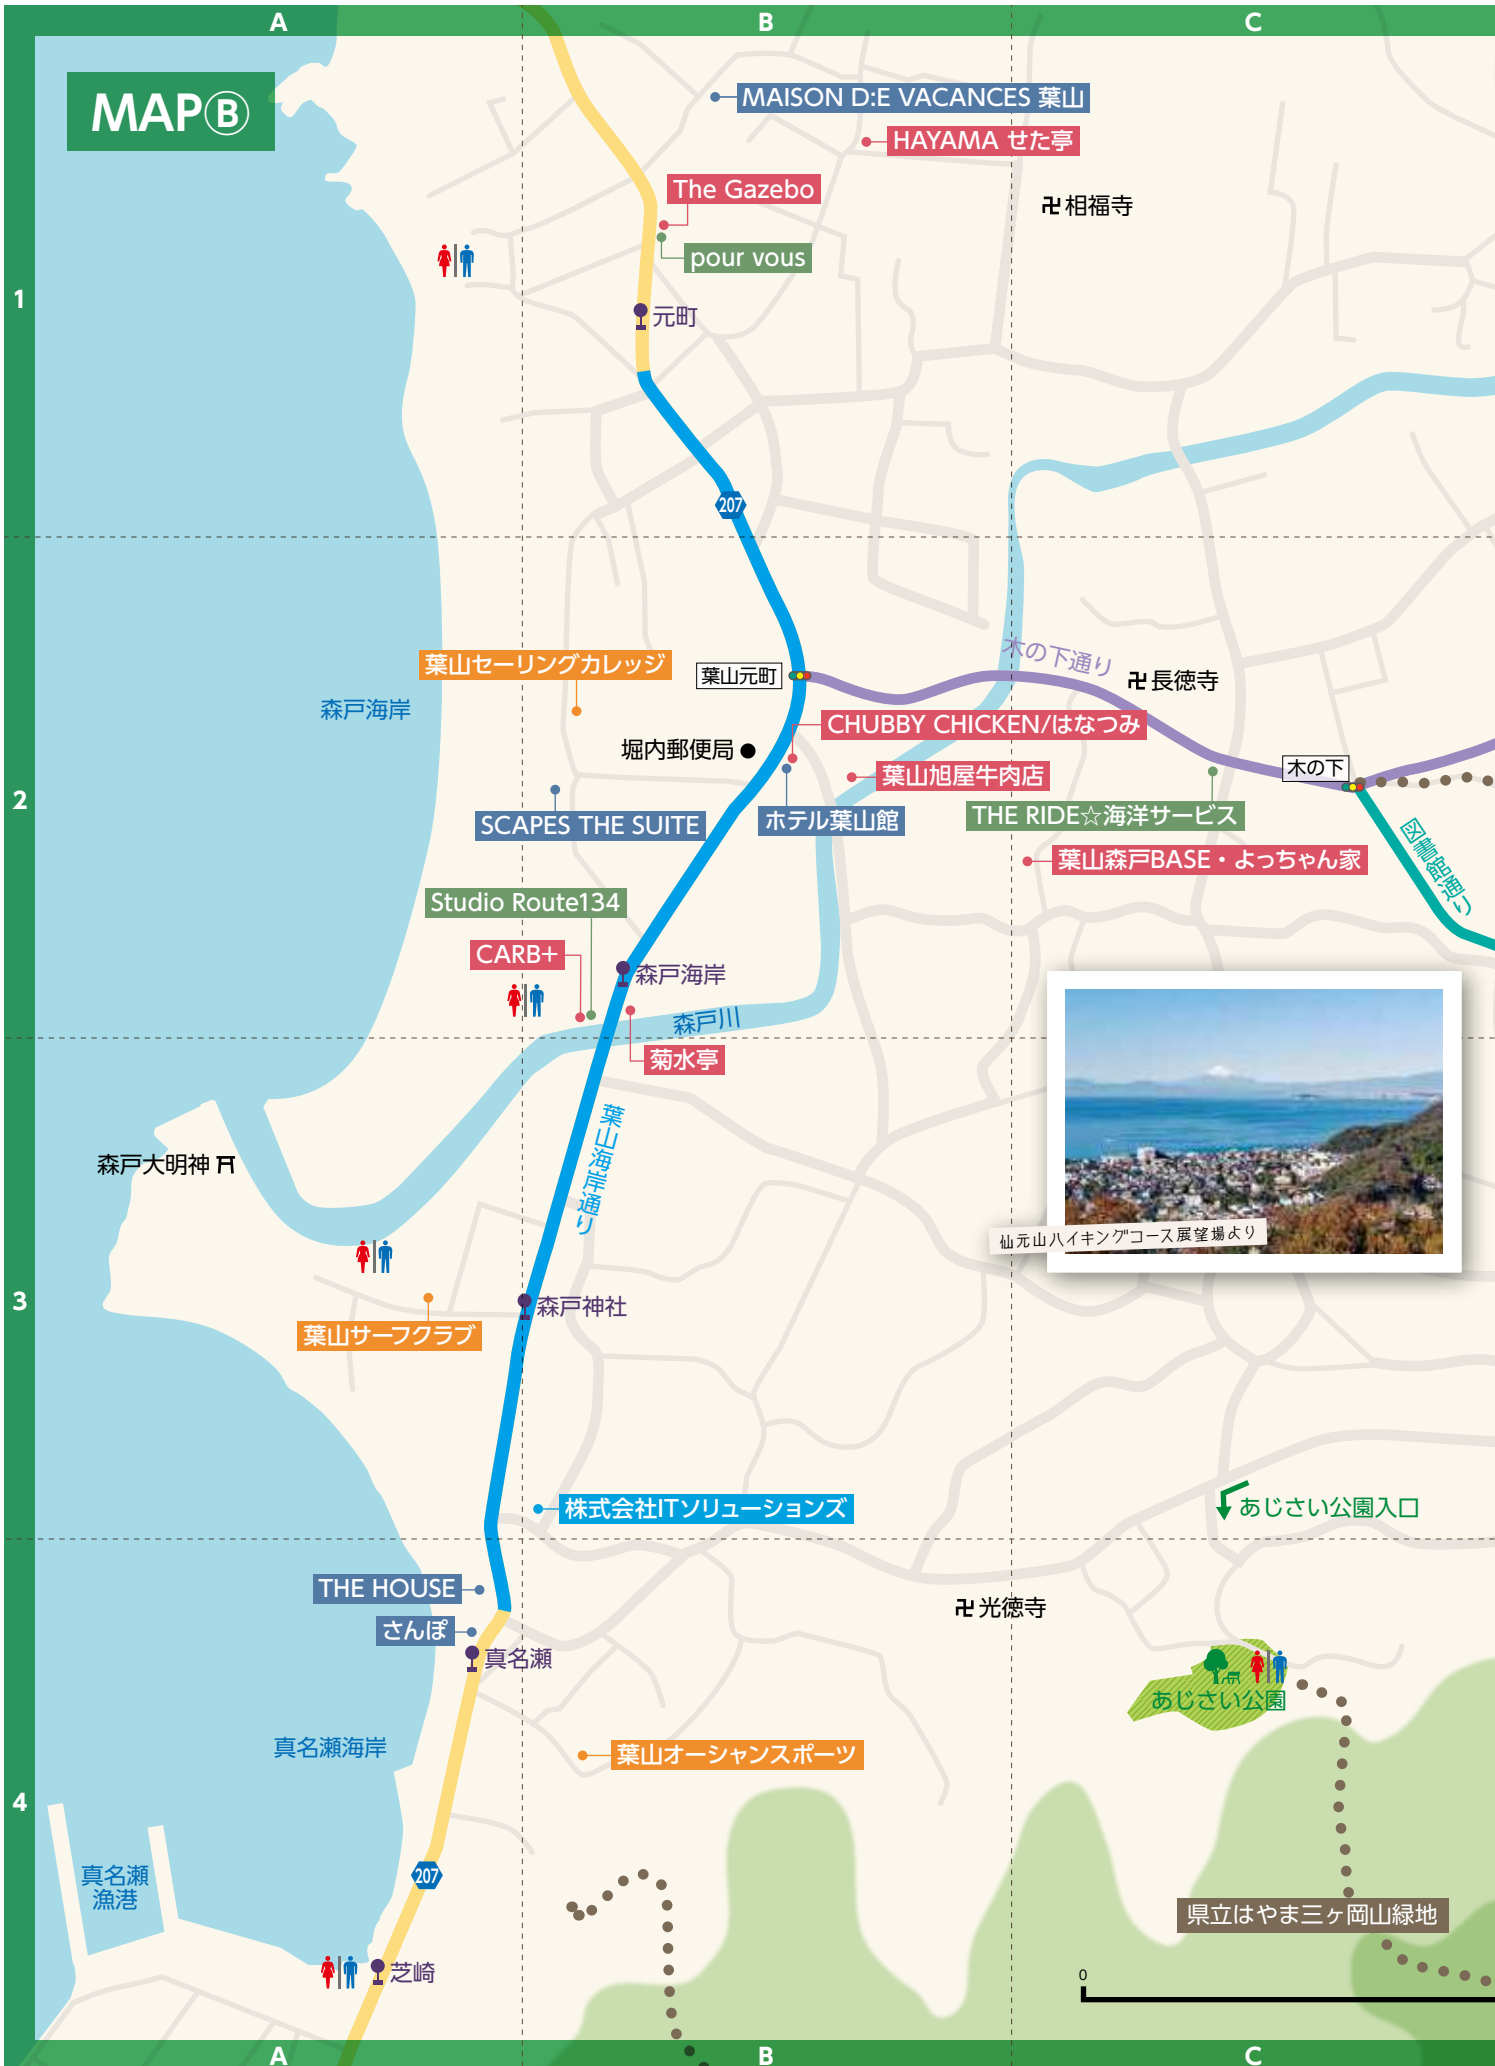 A
B
C
MAPⒷ
MAISON D:E VACANCES 葉山
HAYAMA せた亭
The Gazebo
相福寺
pour vous
1
元町
207
木の下通り
葉山セーリングカレッジ
葉山元町
長徳寺
森戸海岸
CHUBBY CHICKEN/はなつみ
堀内郵便局
木の下
葉山旭屋牛肉店
2
SCAPES THE SUITE
ホテル葉山館
THE RIDE☆海洋サービス
図書館通り
葉山森戸BASE・よっちゃん家
Studio Route134
CARB+
森戸海岸
森戸川
菊水亭
葉山海岸通り
森戸大明神
仙元山ハイキングコース展望場より
3
森戸神社
葉山サーフクラブ
株式会社ITソリューションズ
あじさい公園入口
THE HOUSE
光徳寺
さんぽ
真名瀬
あじさい公園
真名瀬海岸
葉山オーシャンスポーツ
4
207
真名瀬
漁港
県立はやま三ヶ岡山緑地
芝崎
0
A
B
C